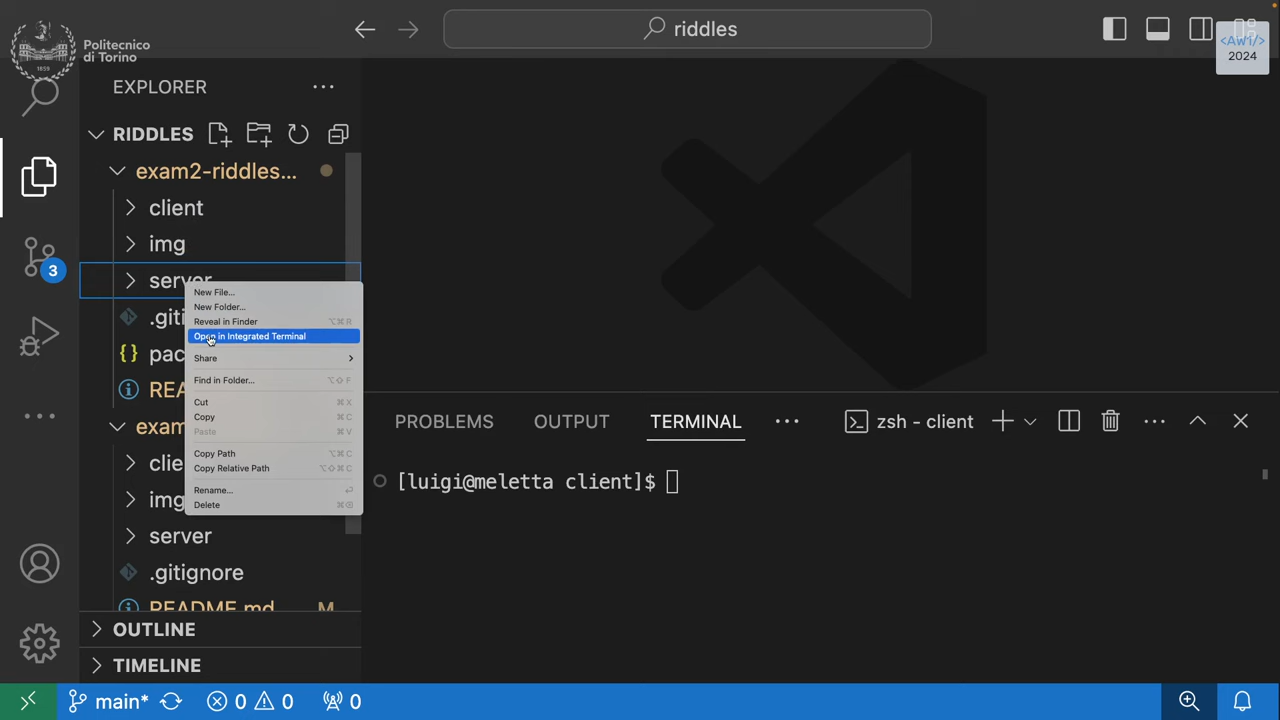 Politecnico
di Torino
riddles
<AW1/>
2024
EXPLORER
RIDDLES
exam2-riddles...
client
img
server
New File...
New Folder...
Reveal in Finder ⌥⌘R
Open in Integrated Terminal
Share
Find in Folder... ⌥⇧F
Cut ⌘X
Copy ⌘C
Paste ⌘V
Copy Path ⌥⌘C
Copy Relative Path ⌥⇧⌘C
Rename...
Delete ⌘⌫
.giti
{} pac
REA
exam
clie
img
server
.gitignore
README.md M
OUTLINE
TIMELINE
3
PROBLEMS OUTPUT TERMINAL ... zsh - client
[luigi@meletta client]$
main* 0 0 0